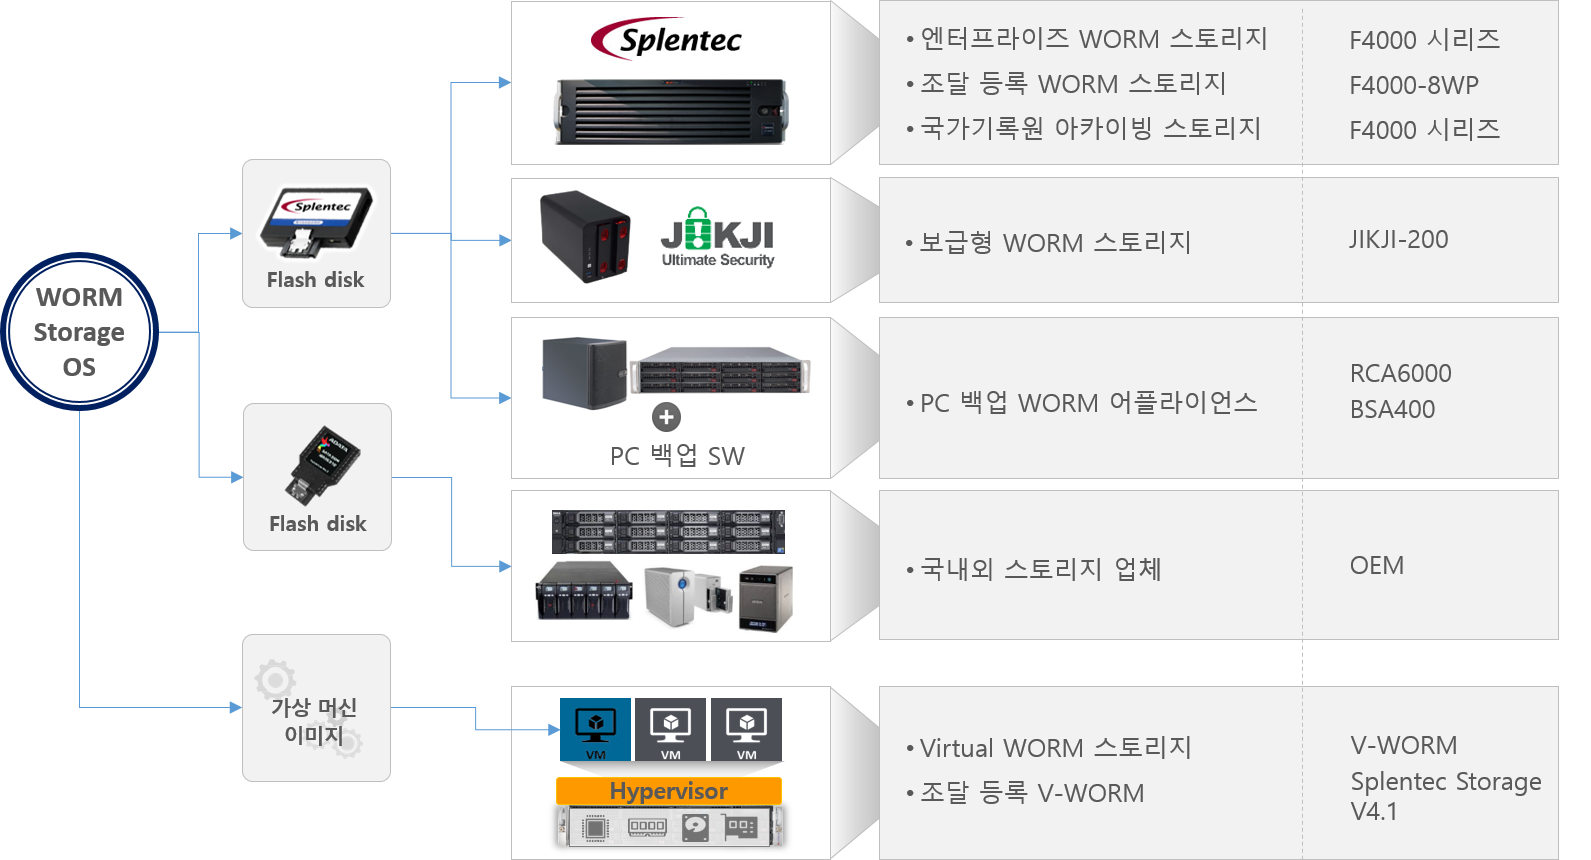 WORM
Storage
OS
Splentec
Flash disk
ADATA
Flash disk
가상 머신
이미지
Splentec
• 엔터프라이즈 WORM 스토리지 F4000 시리즈
• 조달 등록 WORM 스토리지 F4000-8WP
• 국가기록원 아카이빙 스토리지 F4000 시리즈
JIKJI
Ultimate Security
• 보급형 WORM 스토리지 JIKJI-200
PC 백업 SW
• PC 백업 WORM 어플라이언스
RCA6000
BSA400
• 국내외 스토리지 업체 OEM
VM VM VM
Hypervisor
• Virtual WORM 스토리지 V-WORM
• 조달 등록 V-WORM
Splentec Storage
V4.1